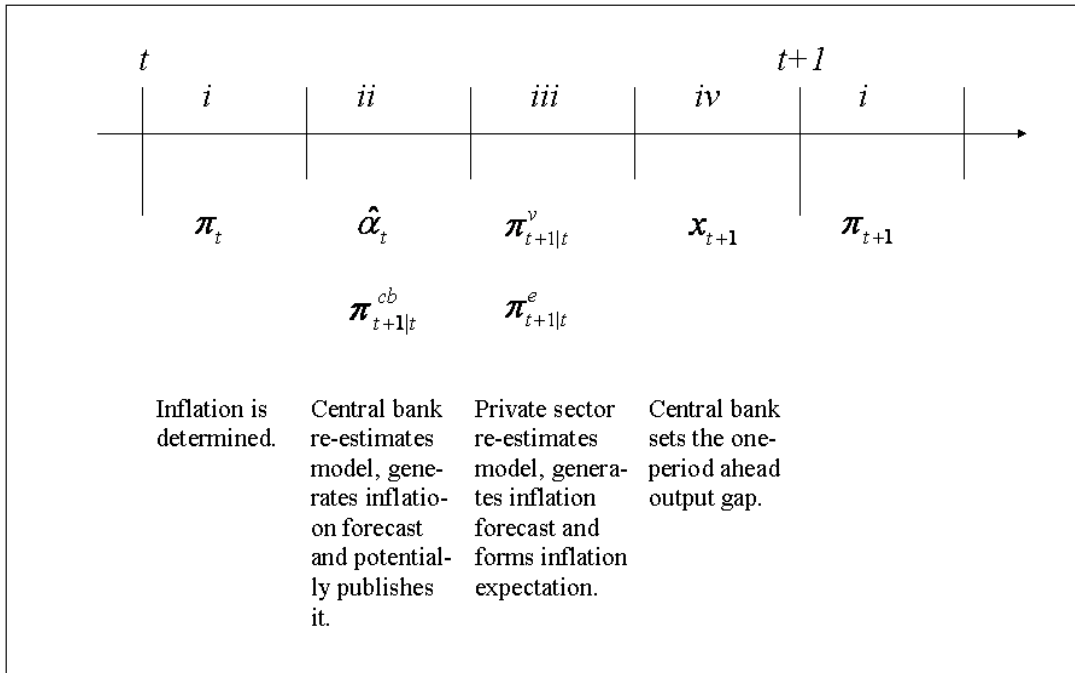 t t+1
i ii iii iv i
π_t α̂_t π^v_{t+1|t} x_{t+1} π_{t+1}
π^{cb}_{t+1|t} π^e_{t+1|t}
Inflation is
determined.
Central bank
re-estimates
model, gene-
rates inflatio-
on forecast
and potential-
ly publishes
it.
Private sector
re-estimates
model, genera-
tes inflation
forecast and
forms inflation
expectation.
Central bank
sets the one-
period ahead
output gap.